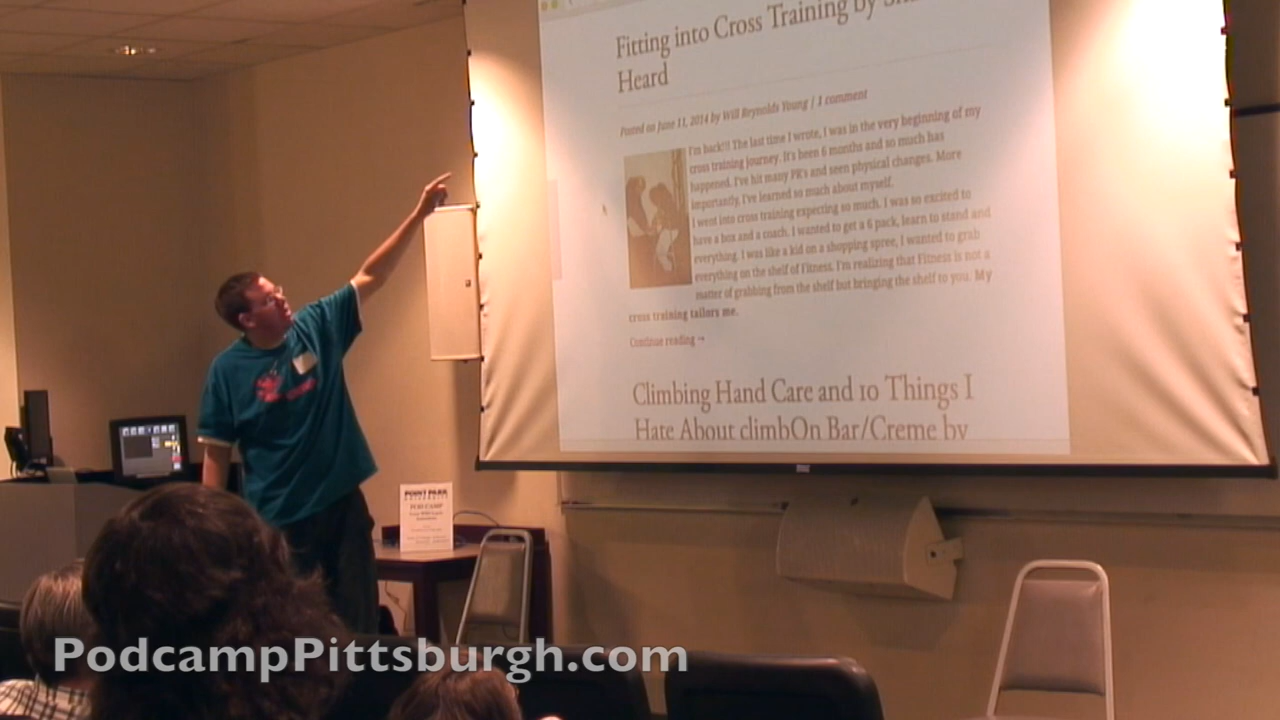 Fitting into Cross Training by
Heard
Posted on June 11, 2014 by Will Reynolds Young / 1 comment
I'm back!!! The last time I wrote, I was in the very beginning of my
cross training journey. It's been 6 months and so much has
happened. I've hit many PR's and seen physical changes. More
importantly, I've learned so much about myself.
I went into cross training expecting so much. I was so excited to
have a box and a coach. I wanted to get a 6 pack, learn to stand and
everything. I was like a kid on a shopping spree, I wanted to grab
everything on the shelf of Fitness. I'm realizing that Fitness is not a
matter of grabbing from the shelf but bringing the shelf to you. My
cross training tailors me.
Continue reading →
Climbing Hand Care and 10 Things I
Hate About climbOn Bar/Creme by
POINT PARK
UNIVERSITY
PODCAMP
PodcampPittsburgh.com